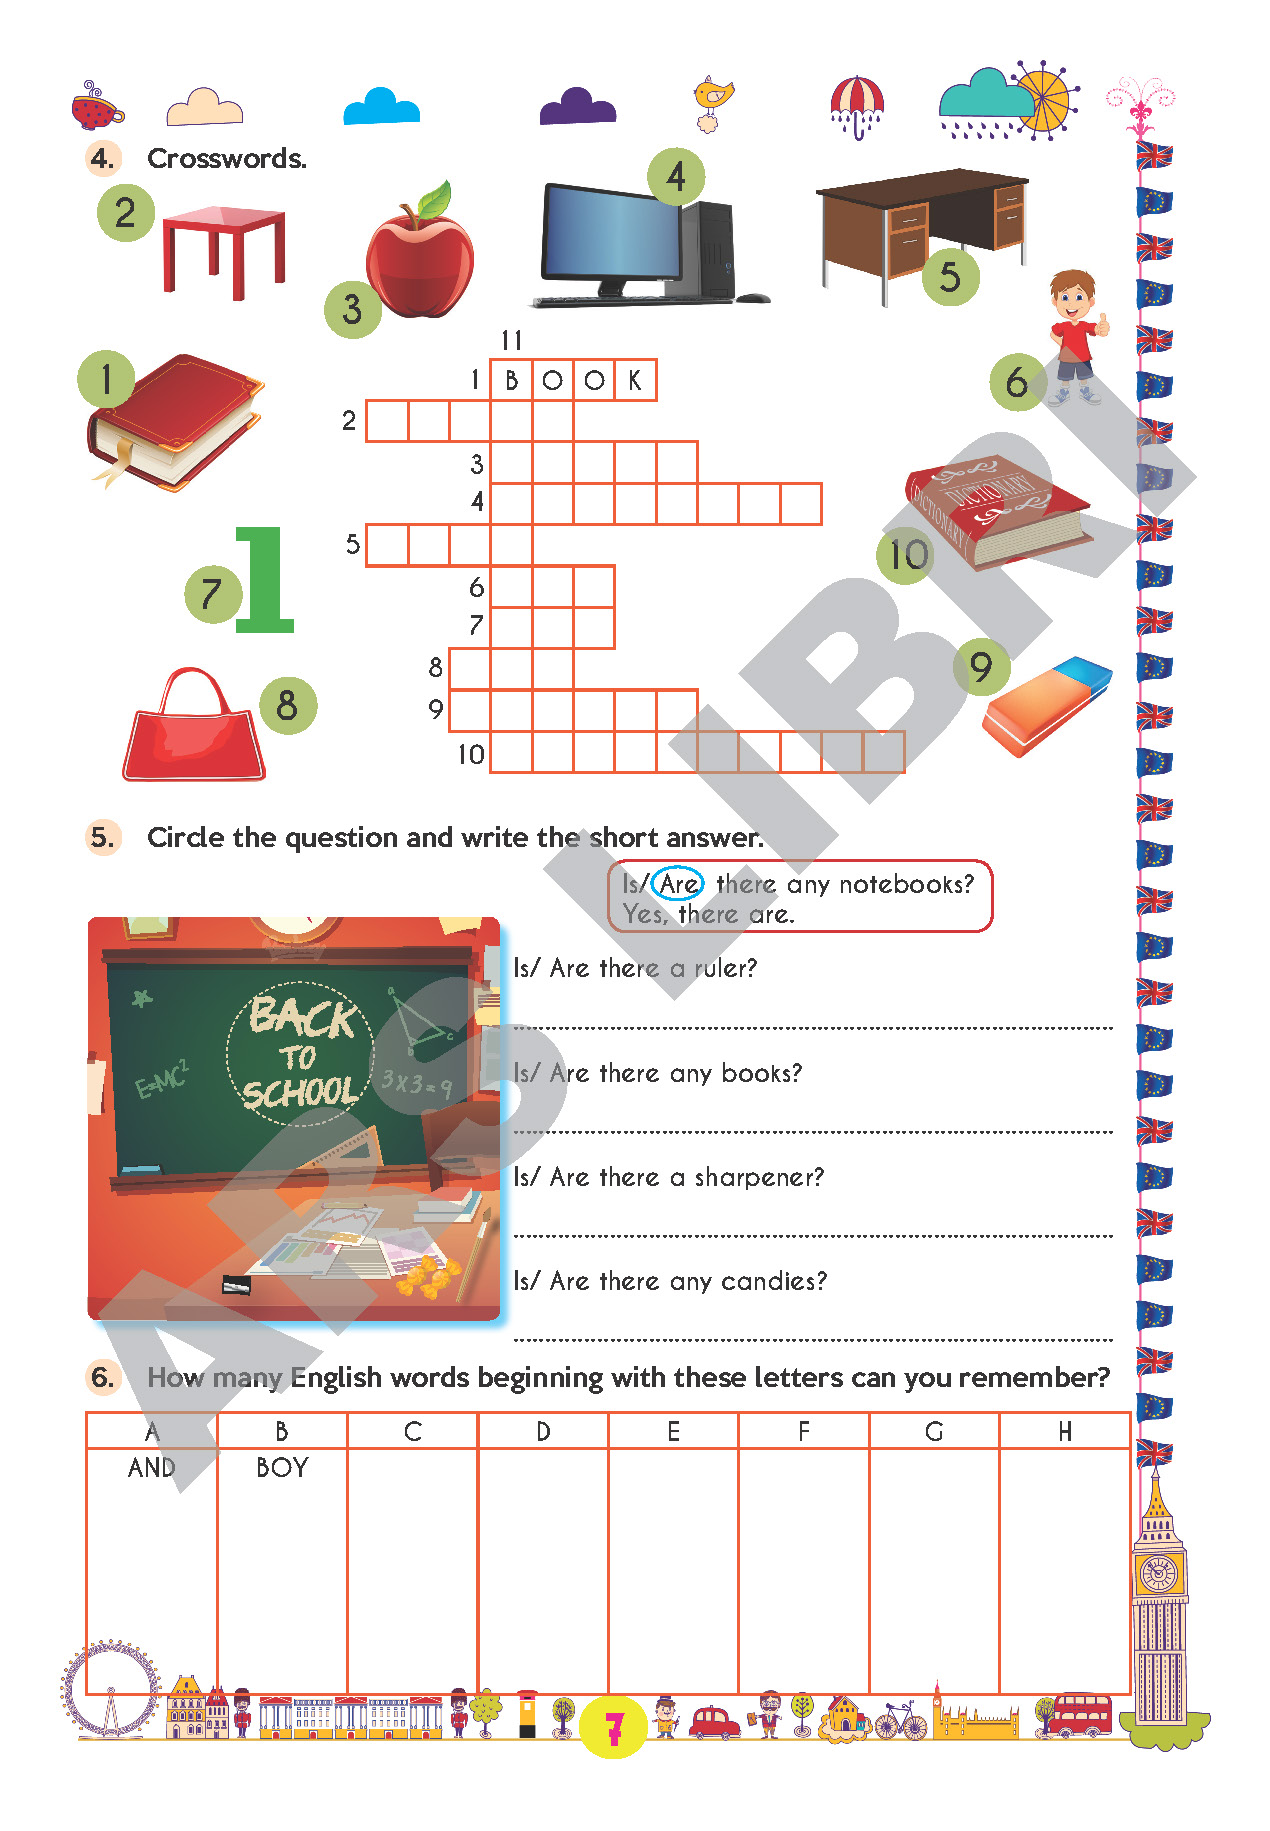 4. Crosswords.
2
3
4
5
11
1 B O O K
1
2
6
3
4
5
10
DICTIONARY
DICTIONARY
7
1
6
7
8
8
9
9
10
5. Circle the question and write the short answer.
Is/ Are there any notebooks?
Yes, there are.
BACK
TO
SCHOOL
E=MC²
3X3=9
a
b
c
Is/ Are there a ruler?
Is/ Are there any books?
Is/ Are there a sharpener?
Is/ Are there any candies?
6. How many English words beginning with these letters can you remember?
A B C D E F G H
AND BOY
7
ARS LIBRI